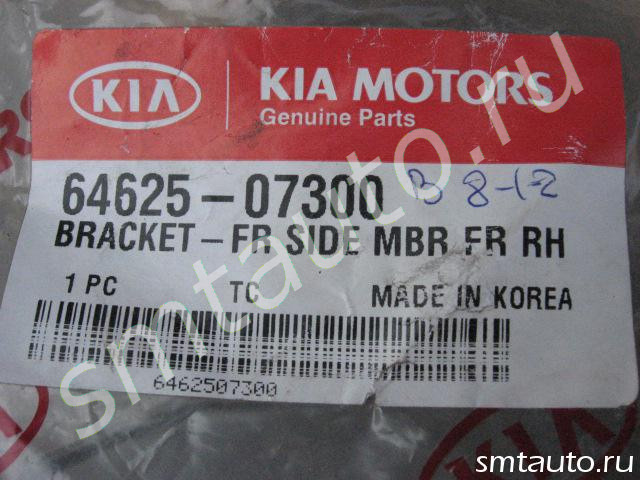 KIA
KIA MOTORS
Genuine Parts
64625-07300 B 8-12
BRACKET-FR SIDE MBR FR RH
1 PC TC MADE IN KOREA
6462507300
smtauto.ru
smtauto.ru